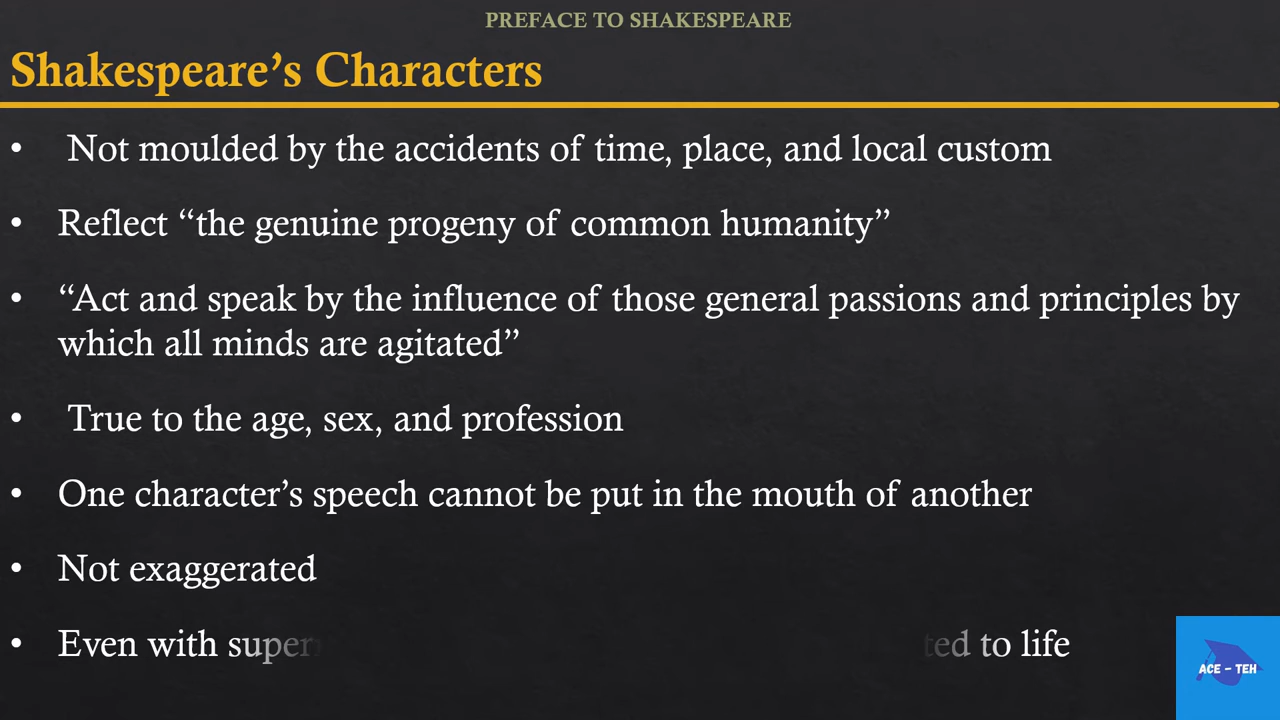 PREFACE TO SHAKESPEARE
Shakespeare’s Characters
• Not moulded by the accidents of time, place, and local custom
• Reflect “the genuine progeny of common humanity”
• “Act and speak by the influence of those general passions and principles by
which all minds are agitated”
• True to the age, sex, and profession
• One character’s speech cannot be put in the mouth of another
• Not exaggerated
• Even with to life
ACE – TEH